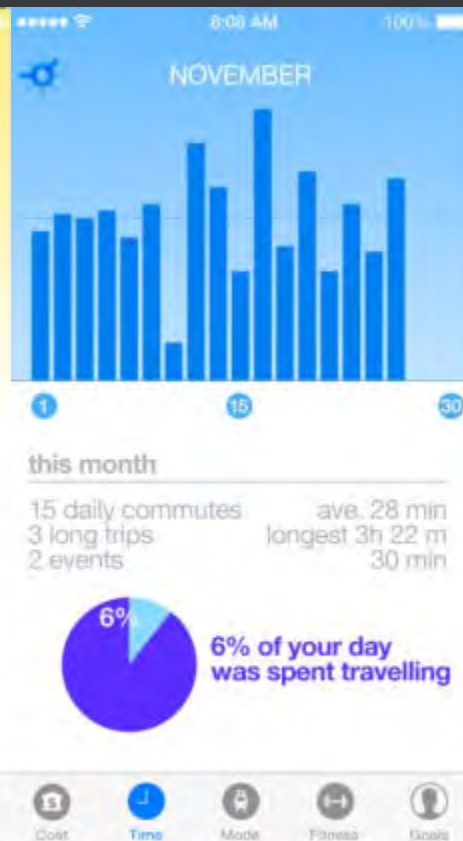 8:08 AM 100%
NOVEMBER
1 15 30
this month
15 daily commutes ave. 28 min
3 long trips longest 3h 22 m
2 events 30 min
6%
6% of your day
was spent travelling
$
Cost Time Mode Fitness Goals